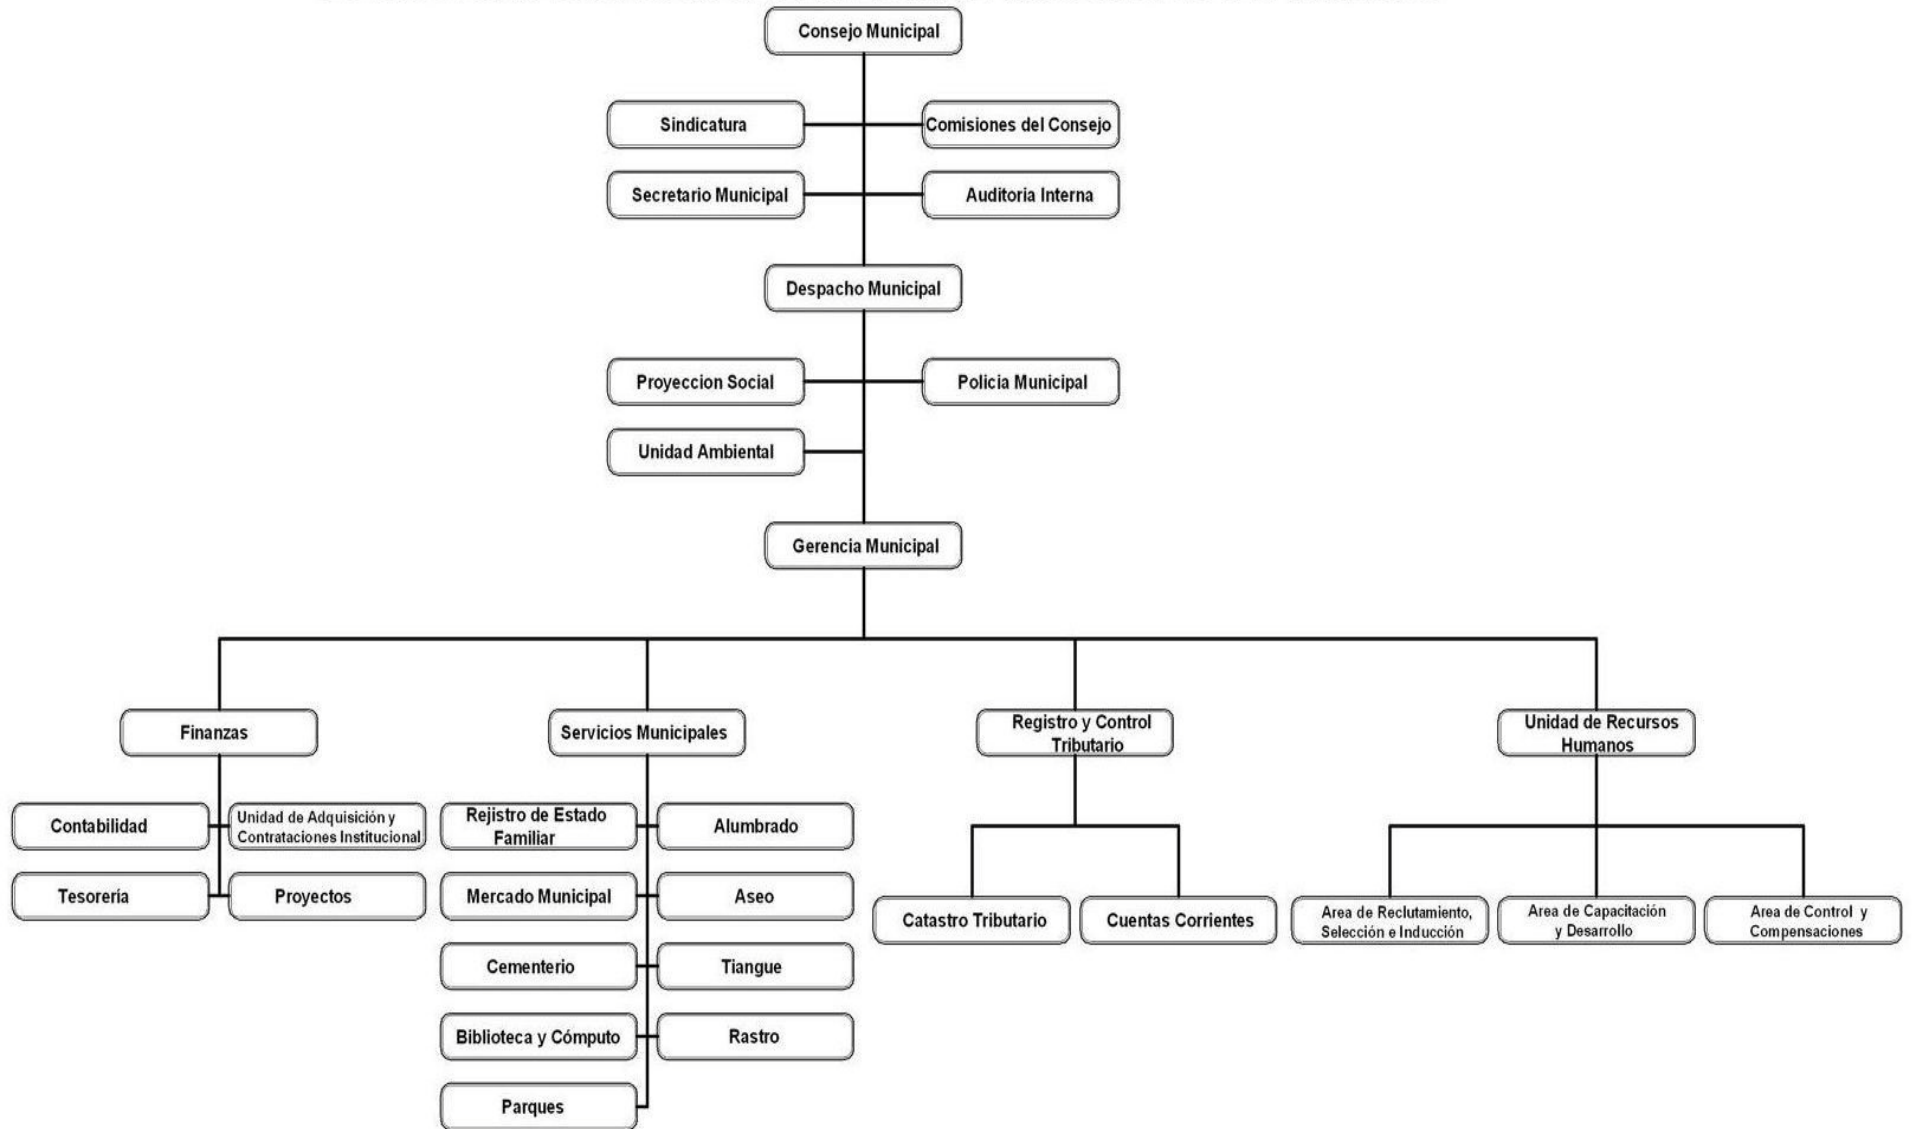 Consejo Municipal
Sindicatura
Comisiones del Consejo
Secretario Municipal
Auditoria Interna
Despacho Municipal
Proyeccion Social
Policia Municipal
Unidad Ambiental
Gerencia Municipal
Finanzas
Servicios Municipales
Registro y Control
Tributario
Unidad de Recursos
Humanos
Contabilidad
Unidad de Adquisición y
Contrataciones Institucional
Tesorería
Proyectos
Rejistro de Estado
Familiar
Alumbrado
Mercado Municipal
Aseo
Cementerio
Tiangue
Biblioteca y Cómputo
Rastro
Parques
Catastro Tributario
Cuentas Corrientes
Area de Reclutamiento,
Selección e Inducción
Area de Capacitación
y Desarrollo
Area de Control y
Compensaciones